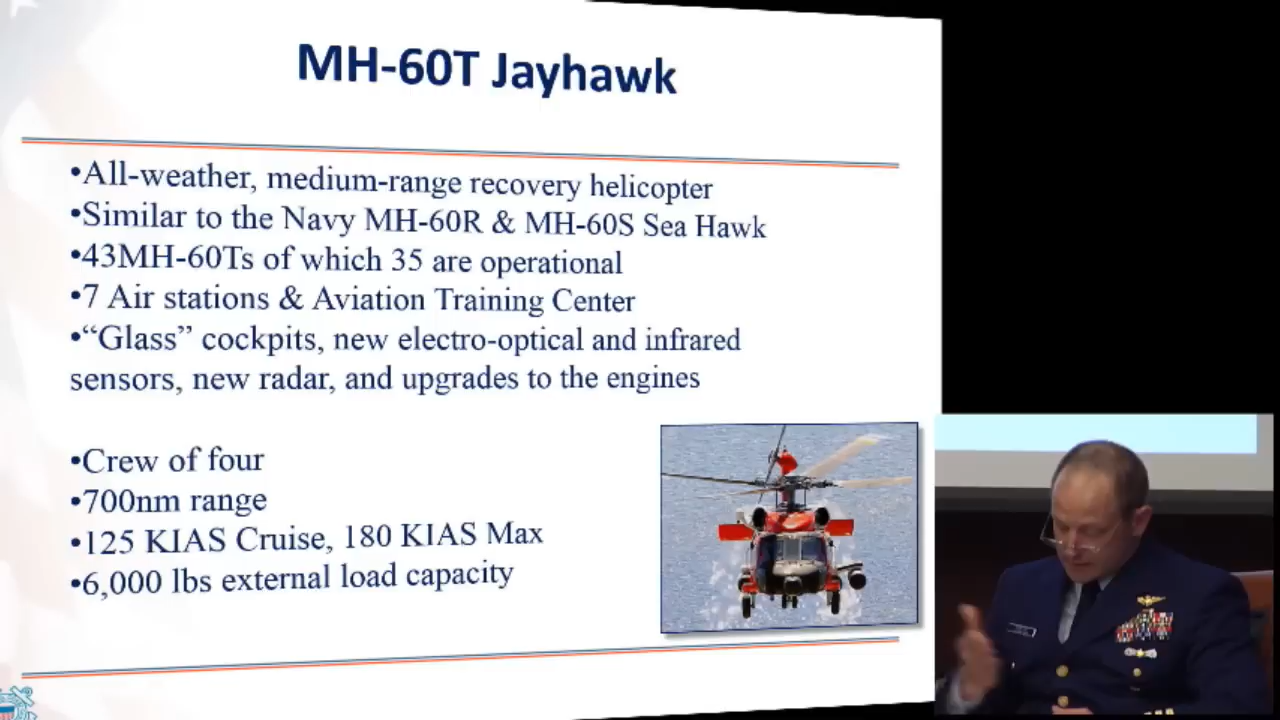 MH-60T Jayhawk
•All-weather, medium-range recovery helicopter
•Similar to the Navy MH-60R & MH-60S Sea Hawk
•43MH-60Ts of which 35 are operational
•7 Air stations & Aviation Training Center
•“Glass” cockpits, new electro-optical and infrared
sensors, new radar, and upgrades to the engines
•Crew of four
•700nm range
•125 KIAS Cruise, 180 KIAS Max
•6,000 lbs external load capacity